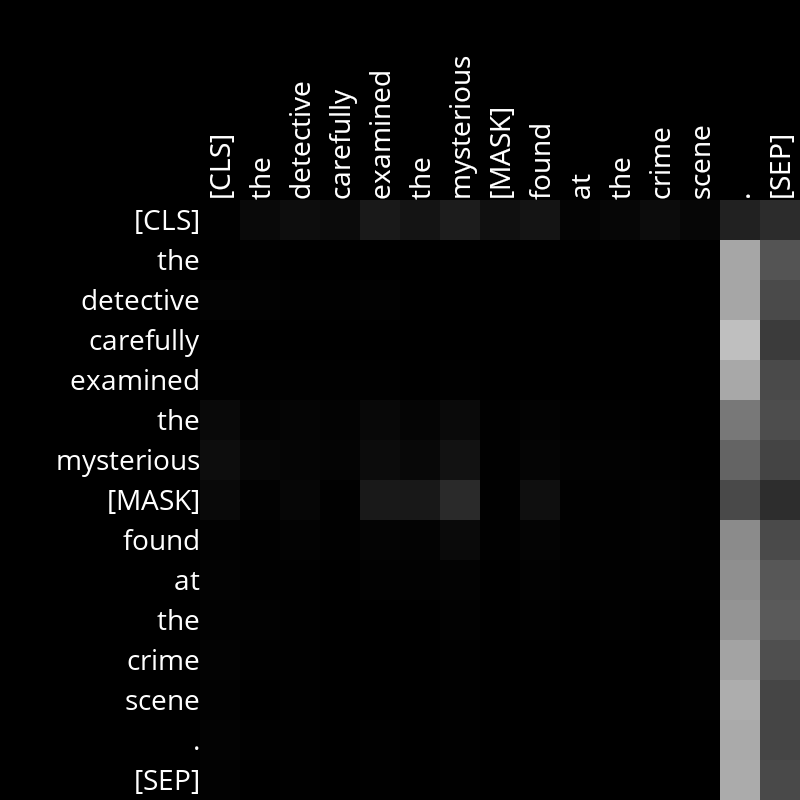 [CLS] the detective carefully examined the mysterious [MASK] found at the crime scene . [SEP]
[CLS]
the
detective
carefully
examined
the
mysterious
[MASK]
found
at
the
crime
scene
.
[SEP]